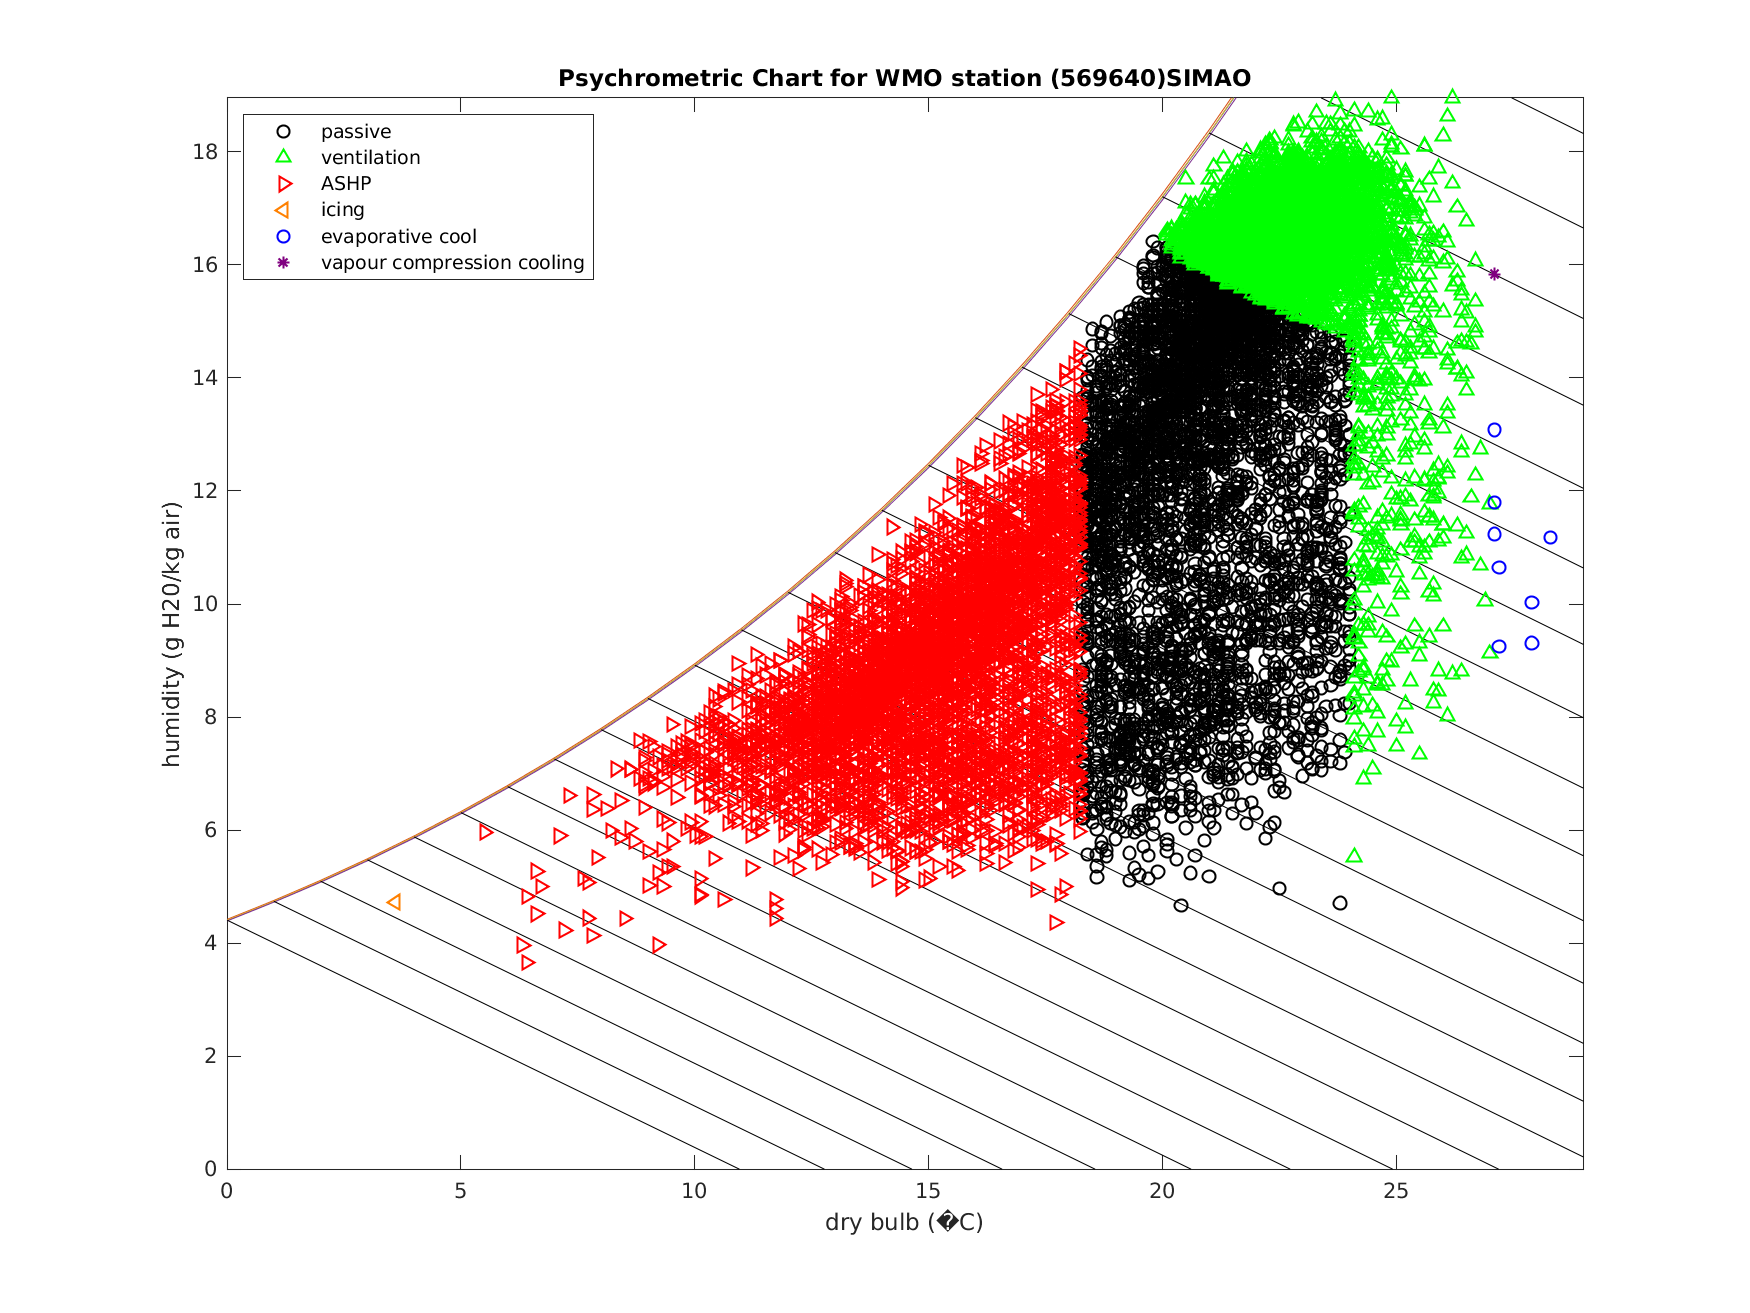 Psychrometric Chart for WMO station (569640)SIMAO
passive
ventilation
ASHP
icing
evaporative cool
vapour compression cooling
18
16
14
12
10
8
6
4
2
0
humidity (g H20/kg air)
0 5 10 15 20 25
dry bulb (�C)